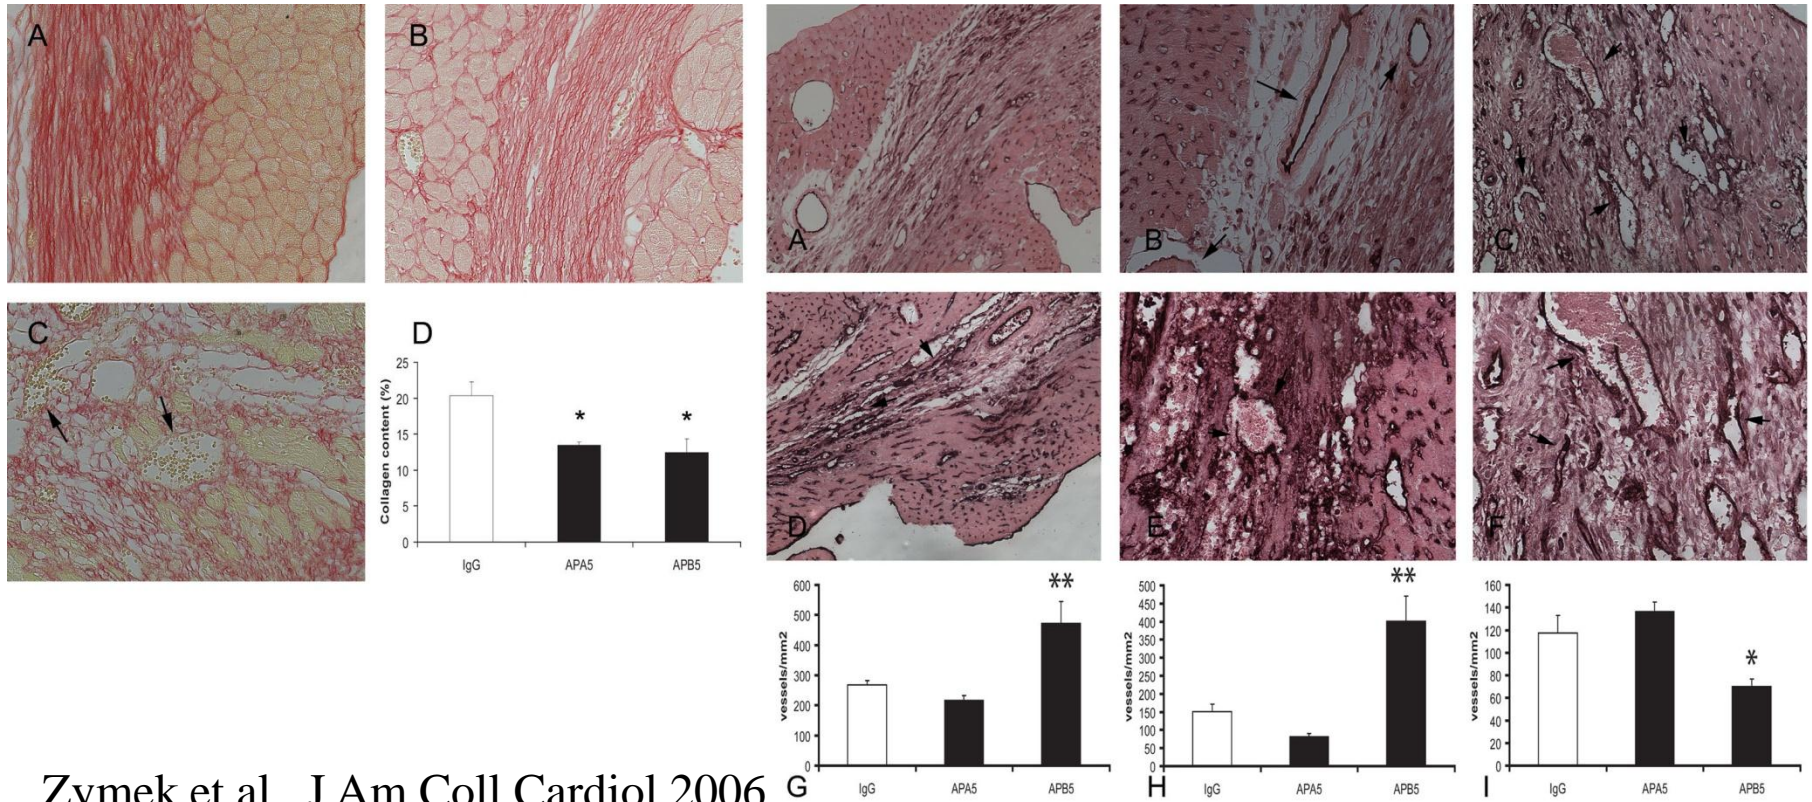 A
B
C
D
Collagen content (%)
25
20
15
10
5
0
* *
IgG APA5 APB5
A
B
C
D
E
F
vessels/mm2
600
500
400
300
200
100
0
**
G IgG APA5 APB5
vessels/mm2
500
450
400
350
300
250
200
150
100
50
0
**
H IgG APA5 APB5
vessels/mm2
160
140
120
100
80
60
40
20
0
*
I IgG APA5 APB5
Zymek et al, J Am Coll Cardiol 2006